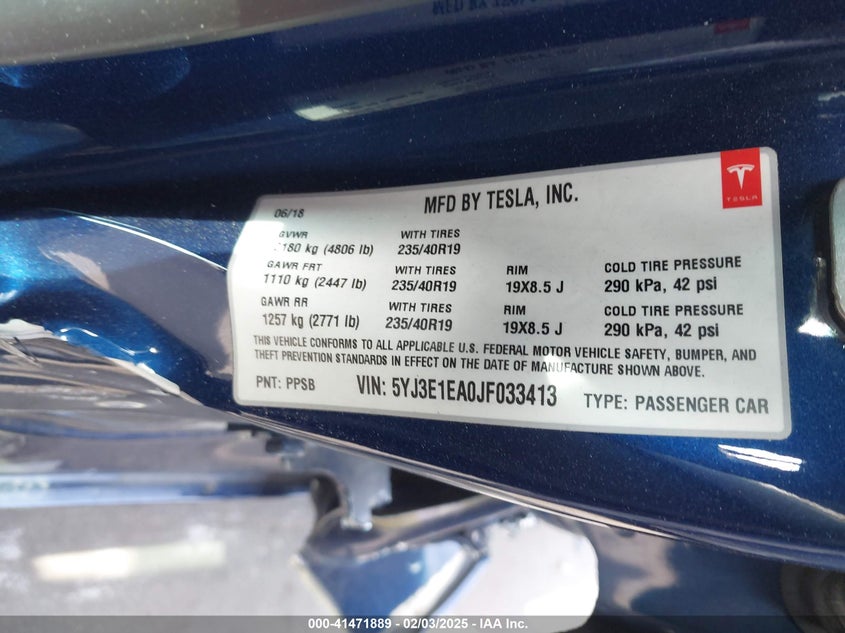 06/18
MFD BY TESLA, INC.
TESLA
GVWR WITH TIRES
2180 kg (4806 lb) 235/40R19
GAWR FRT WITH TIRES RIM COLD TIRE PRESSURE
1110 kg (2447 lb) 235/40R19 19X8.5 J 290 kPa, 42 psi
GAWR RR WITH TIRES RIM COLD TIRE PRESSURE
1257 kg (2771 lb) 235/40R19 19X8.5 J 290 kPa, 42 psi
THIS VEHICLE CONFORMS TO ALL APPLICABLE U.S. FEDERAL MOTOR VEHICLE SAFETY, BUMPER, AND
THEFT PREVENTION STANDARDS IN EFFECT ON THE DATE OF MANUFACTURE SHOWN ABOVE.
PNT: PPSB VIN: 5YJ3E1EA0JF033413 TYPE: PASSENGER CAR
000-41471889 - 02/03/2025 - IAA Inc.